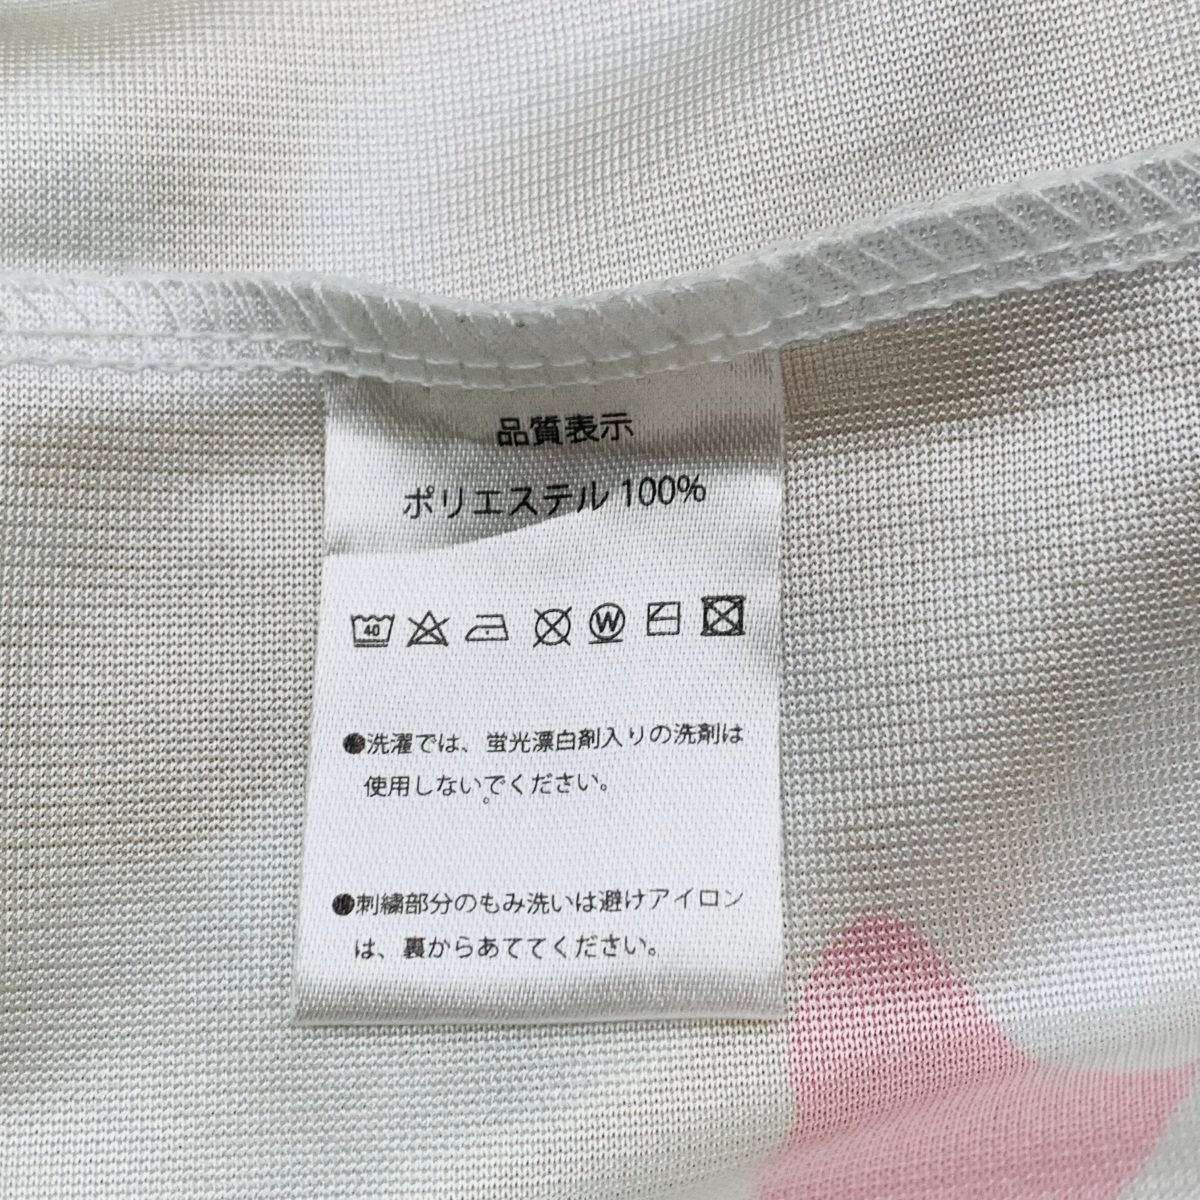 品質表示
ポリエステル 100%
40 W
●洗濯では、蛍光漂白剤入りの洗剤は
使用しないでください。
●刺繍部分のもみ洗いは避けアイロン
は、裏からあててください。